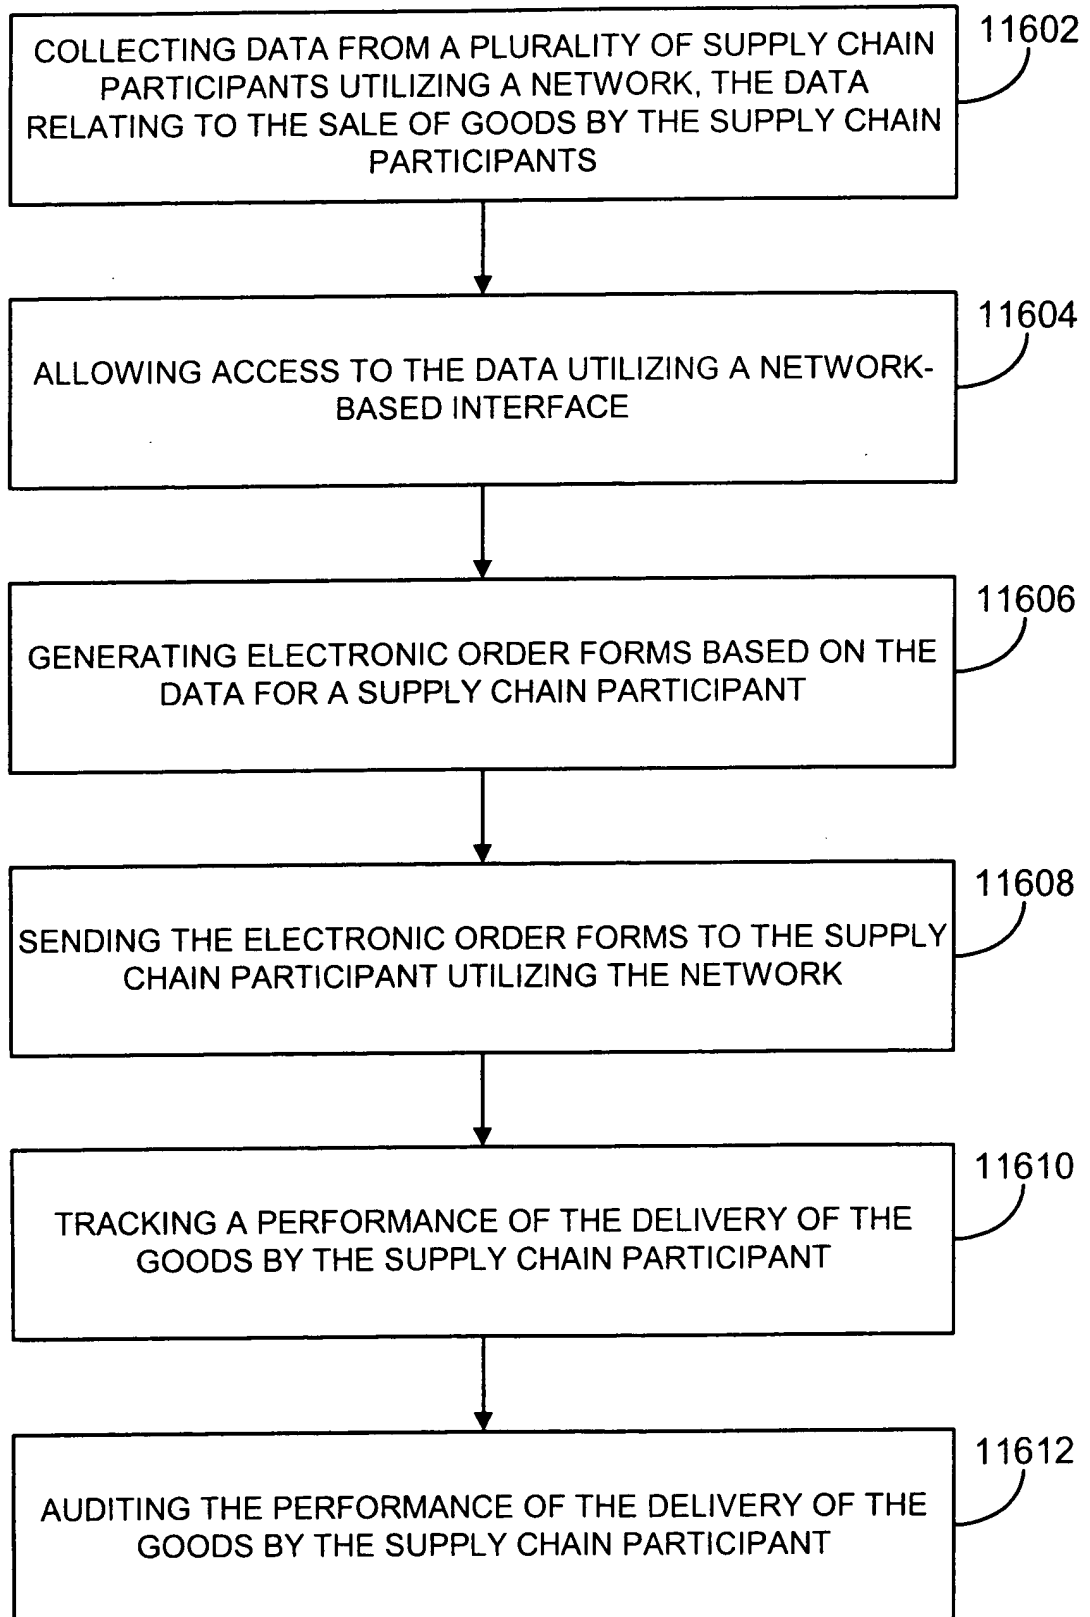 11602
COLLECTING DATA FROM A PLURALITY OF SUPPLY CHAIN
PARTICIPANTS UTILIZING A NETWORK, THE DATA
RELATING TO THE SALE OF GOODS BY THE SUPPLY CHAIN
PARTICIPANTS
11604
ALLOWING ACCESS TO THE DATA UTILIZING A NETWORK-
BASED INTERFACE
11606
GENERATING ELECTRONIC ORDER FORMS BASED ON THE
DATA FOR A SUPPLY CHAIN PARTICIPANT
11608
SENDING THE ELECTRONIC ORDER FORMS TO THE SUPPLY
CHAIN PARTICIPANT UTILIZING THE NETWORK
11610
TRACKING A PERFORMANCE OF THE DELIVERY OF THE
GOODS BY THE SUPPLY CHAIN PARTICIPANT
11612
AUDITING THE PERFORMANCE OF THE DELIVERY OF THE
GOODS BY THE SUPPLY CHAIN PARTICIPANT